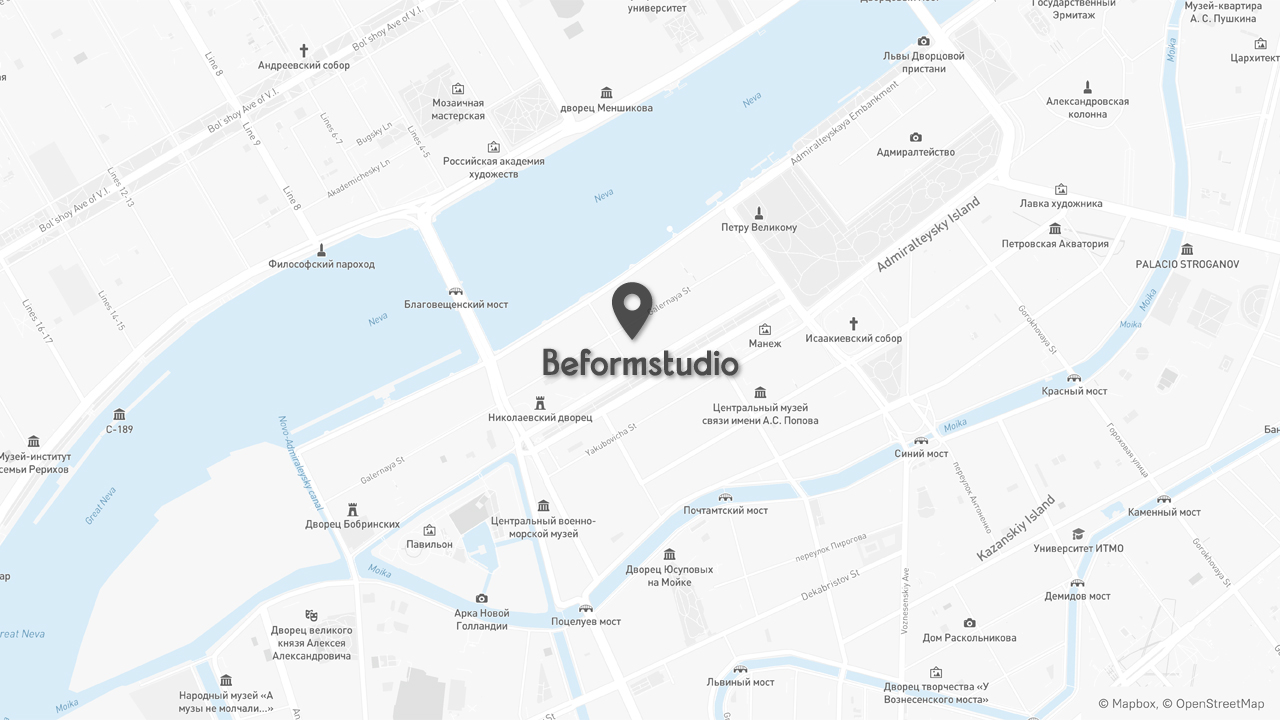 университет
Государственный
Эрмитаж
Музей-квартира
А. С. Пушкина
Bol'shoy Ave of V.I.
Line 8
Андреевский собор
Львы Дворцовой
пристани
Moika
Мозаичная
мастерская
дворец Меншикова
Neva
Александровская
колонна
Bol'shoy Ave of V.I.
Line 9
Lines 6-7
Bugsky Ln
Lines 4-5
Admiralteyskaya Embankment
Адмиралтейство
Российская академия
художеств
Akademichesky Ln
Lines 12-13
Line 8
Neva
Лавка художника
Bol'shoy Ave of V.I.
Петру Великому
Admiralteysky Island
Петровская Акватория
Философский пароход
PALACIO STROGANOV
Благовещенский мост
Galernaya St
Lines 16-17
Lines 14-15
Neva
Moika
Moika
Gorokhovaya St
Манеж
Исаакиевский собор
Beformstudio
Красный мост
С-189
Николаевский дворец
Центральный музей
связи имени А.С. Попова
Moika
Yakubovicha St
Синий мост
Гороховая улица
Музей-институт
семьи Рерихов
Novo-Admiralteysky canal
Galernaya St
Great Neva
переулок Антоненко
Kazanskiy Island
Почтамтский мост
Каменный мост
Дворец Бобринских
Центральный военно-
морской музей
Павильон
переулок Пирогова
Университет ИТМО
Gorokhovaya St
Moika
Дворец Юсуповых
на Мойке
Dekabristov St
Voznesenskiy Ave
Демидов мост
Арка Новой
Голландии
Поцелуев мост
Дворец великого
князя Алексея
Александровича
Дом Раскольникова
Львиный мост
Дворец творчества «У
Вознесенского моста»
Народный музей «А
музы не молчали...»
Moika
© Mapbox, © OpenStreetMap